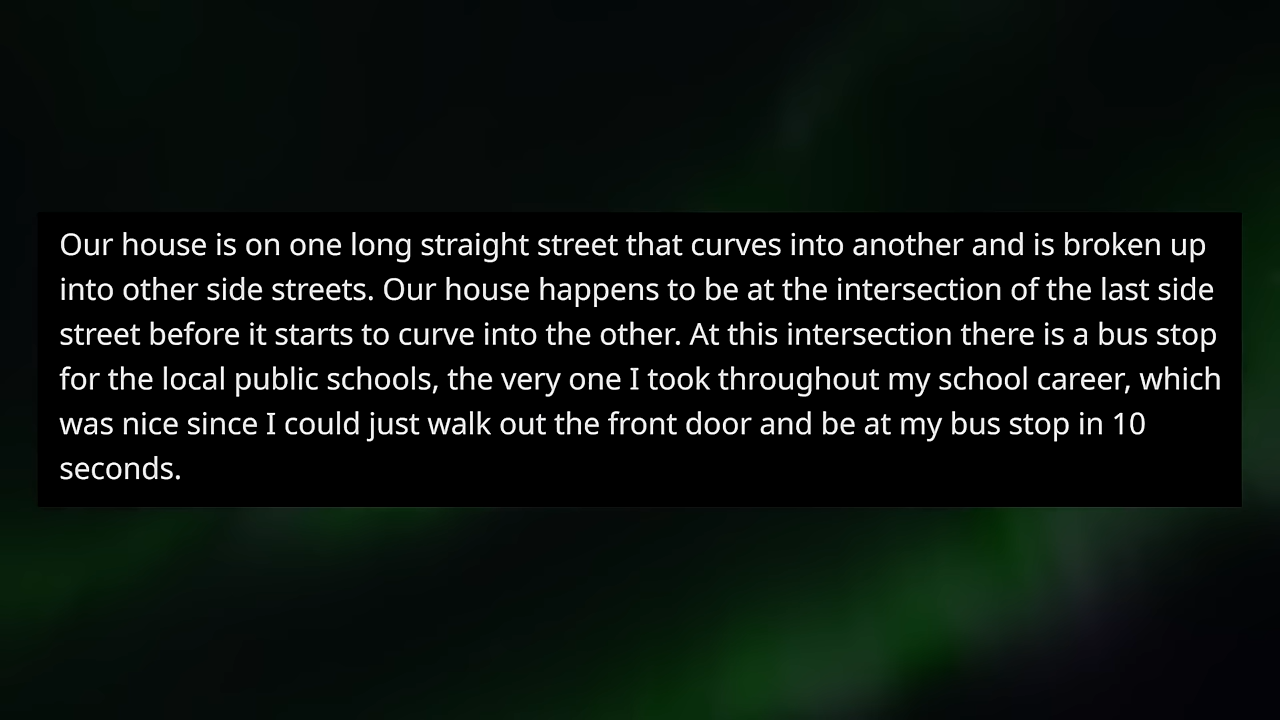 Our house is on one long straight street that curves into another and is broken up
into other side streets. Our house happens to be at the intersection of the last side
street before it starts to curve into the other. At this intersection there is a bus stop
for the local public schools, the very one I took throughout my school career, which
was nice since I could just walk out the front door and be at my bus stop in 10
seconds.